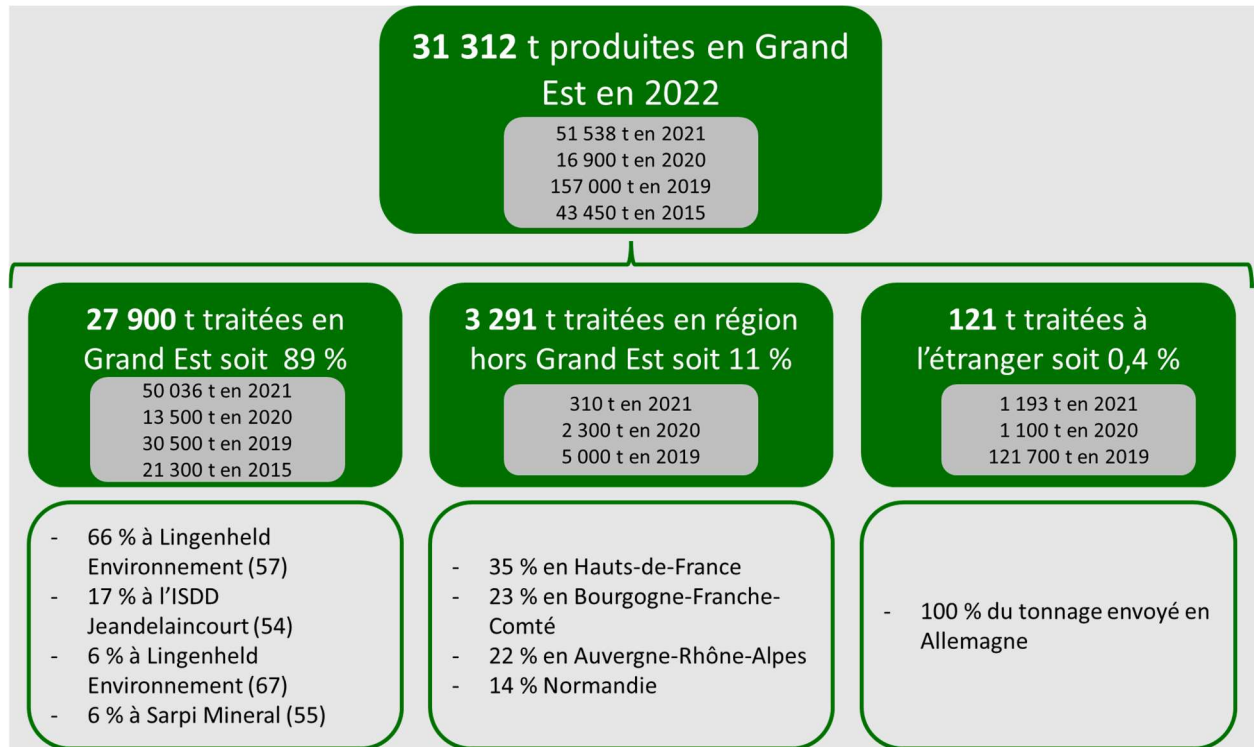 31 312 t produites en Grand
Est en 2022
51 538 t en 2021
16 900 t en 2020
157 000 t en 2019
43 450 t en 2015
27 900 t traitées en
Grand Est soit 89 %
50 036 t en 2021
13 500 t en 2020
30 500 t en 2019
21 300 t en 2015
- 66 % à Lingenheld
Environnement (57)
- 17 % à l'ISDD
Jeandelaincourt (54)
- 6 % à Lingenheld
Environnement (67)
- 6 % à Sarpi Mineral (55)
3 291 t traitées en région
hors Grand Est soit 11 %
310 t en 2021
2 300 t en 2020
5 000 t en 2019
- 35 % en Hauts-de-France
- 23 % en Bourgogne-Franche-
Comté
- 22 % en Auvergne-Rhône-Alpes
- 14 % Normandie
121 t traitées à
l'étranger soit 0,4 %
1 193 t en 2021
1 100 t en 2020
121 700 t en 2019
- 100 % du tonnage envoyé en
Allemagne